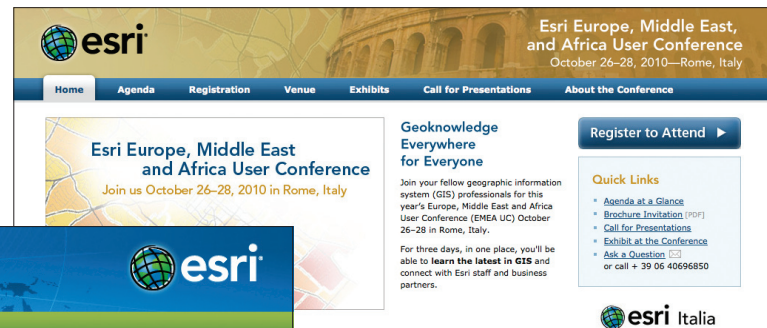 esri
Esri Europe, Middle East,
and Africa User Conference
October 26–28, 2010—Rome, Italy
Home Agenda Registration Venue Exhibits Call for Presentations About the Conference
Esri Europe, Middle East
and Africa User Conference
Join us October 26–28, 2010 in Rome, Italy
Geoknowledge
Everywhere
for Everyone
Join your fellow geographic information
system (GIS) professionals for this
year's Europe, Middle East and Africa
User Conference (EMEA UC) October
26–28 in Rome, Italy.
For three days, in one place, you'll be
able to learn the latest in GIS and
connect with Esri staff and business
partners.
Register to Attend
Quick Links
Agenda at a Glance
Brochure Invitation [PDF]
Call for Presentations
Exhibit at the Conference
Ask a Question
or call + 39 06 40696850
esri Italia
esri